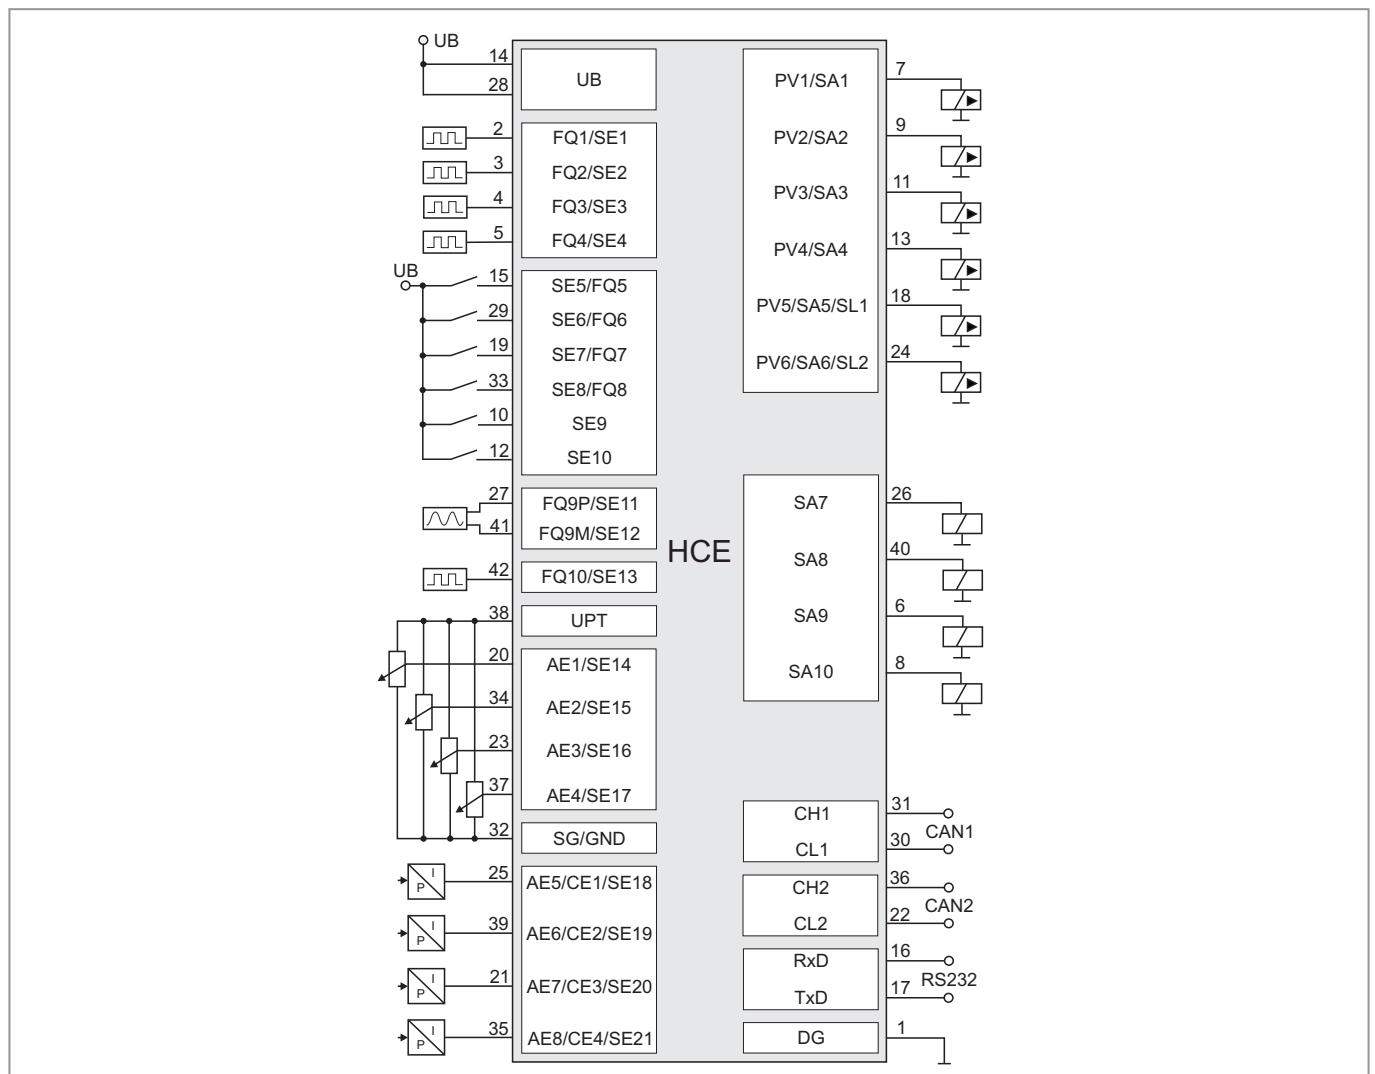 UB
14
28
UB
2
FQ1/SE1
3
FQ2/SE2
4
FQ3/SE3
5
FQ4/SE4
UB
15
SE5/FQ5
29
SE6/FQ6
19
SE7/FQ7
33
SE8/FQ8
10
SE9
12
SE10
27
FQ9P/SE11
41
FQ9M/SE12
42
FQ10/SE13
38
UPT
20
AE1/SE14
34
AE2/SE15
23
AE3/SE16
37
AE4/SE17
32
SG/GND
I
P
25
AE5/CE1/SE18
I
P
39
AE6/CE2/SE19
I
P
21
AE7/CE3/SE20
I
P
35
AE8/CE4/SE21
HCE
PV1/SA1
7
PV2/SA2
9
PV3/SA3
11
PV4/SA4
13
PV5/SA5/SL1
18
PV6/SA6/SL2
24
SA7
26
SA8
40
SA9
6
SA10
8
CH1
31
CAN1
CL1
30
CH2
36
CAN2
CL2
22
RxD
16
RS232
TxD
17
DG
1